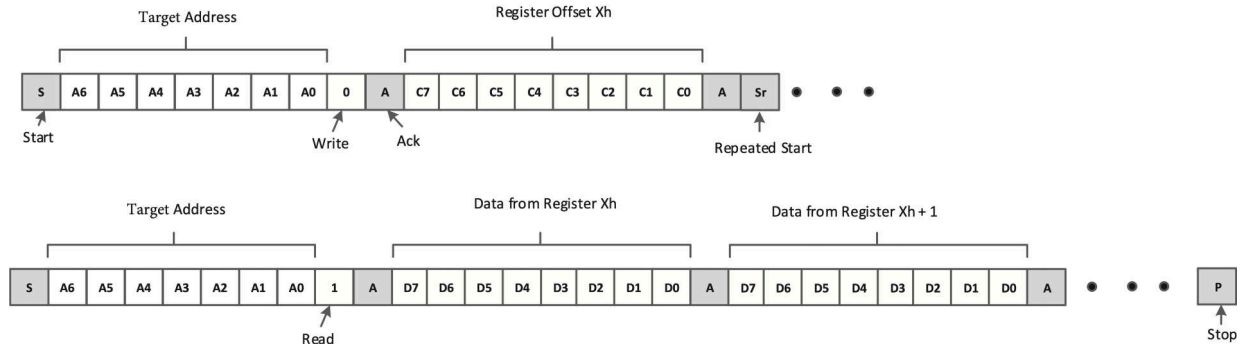 Target Address
Register Offset Xh
S A6 A5 A4 A3 A2 A1 A0 0 A C7 C6 C5 C4 C3 C2 C1 C0 A Sr
Start
Write
Ack
Repeated Start
Target Address
Data from Register Xh
Data from Register Xh + 1
S A6 A5 A4 A3 A2 A1 A0 1 A D7 D6 D5 D4 D3 D2 D1 D0 A D7 D6 D5 D4 D3 D2 D1 D0 A P
Read
Stop